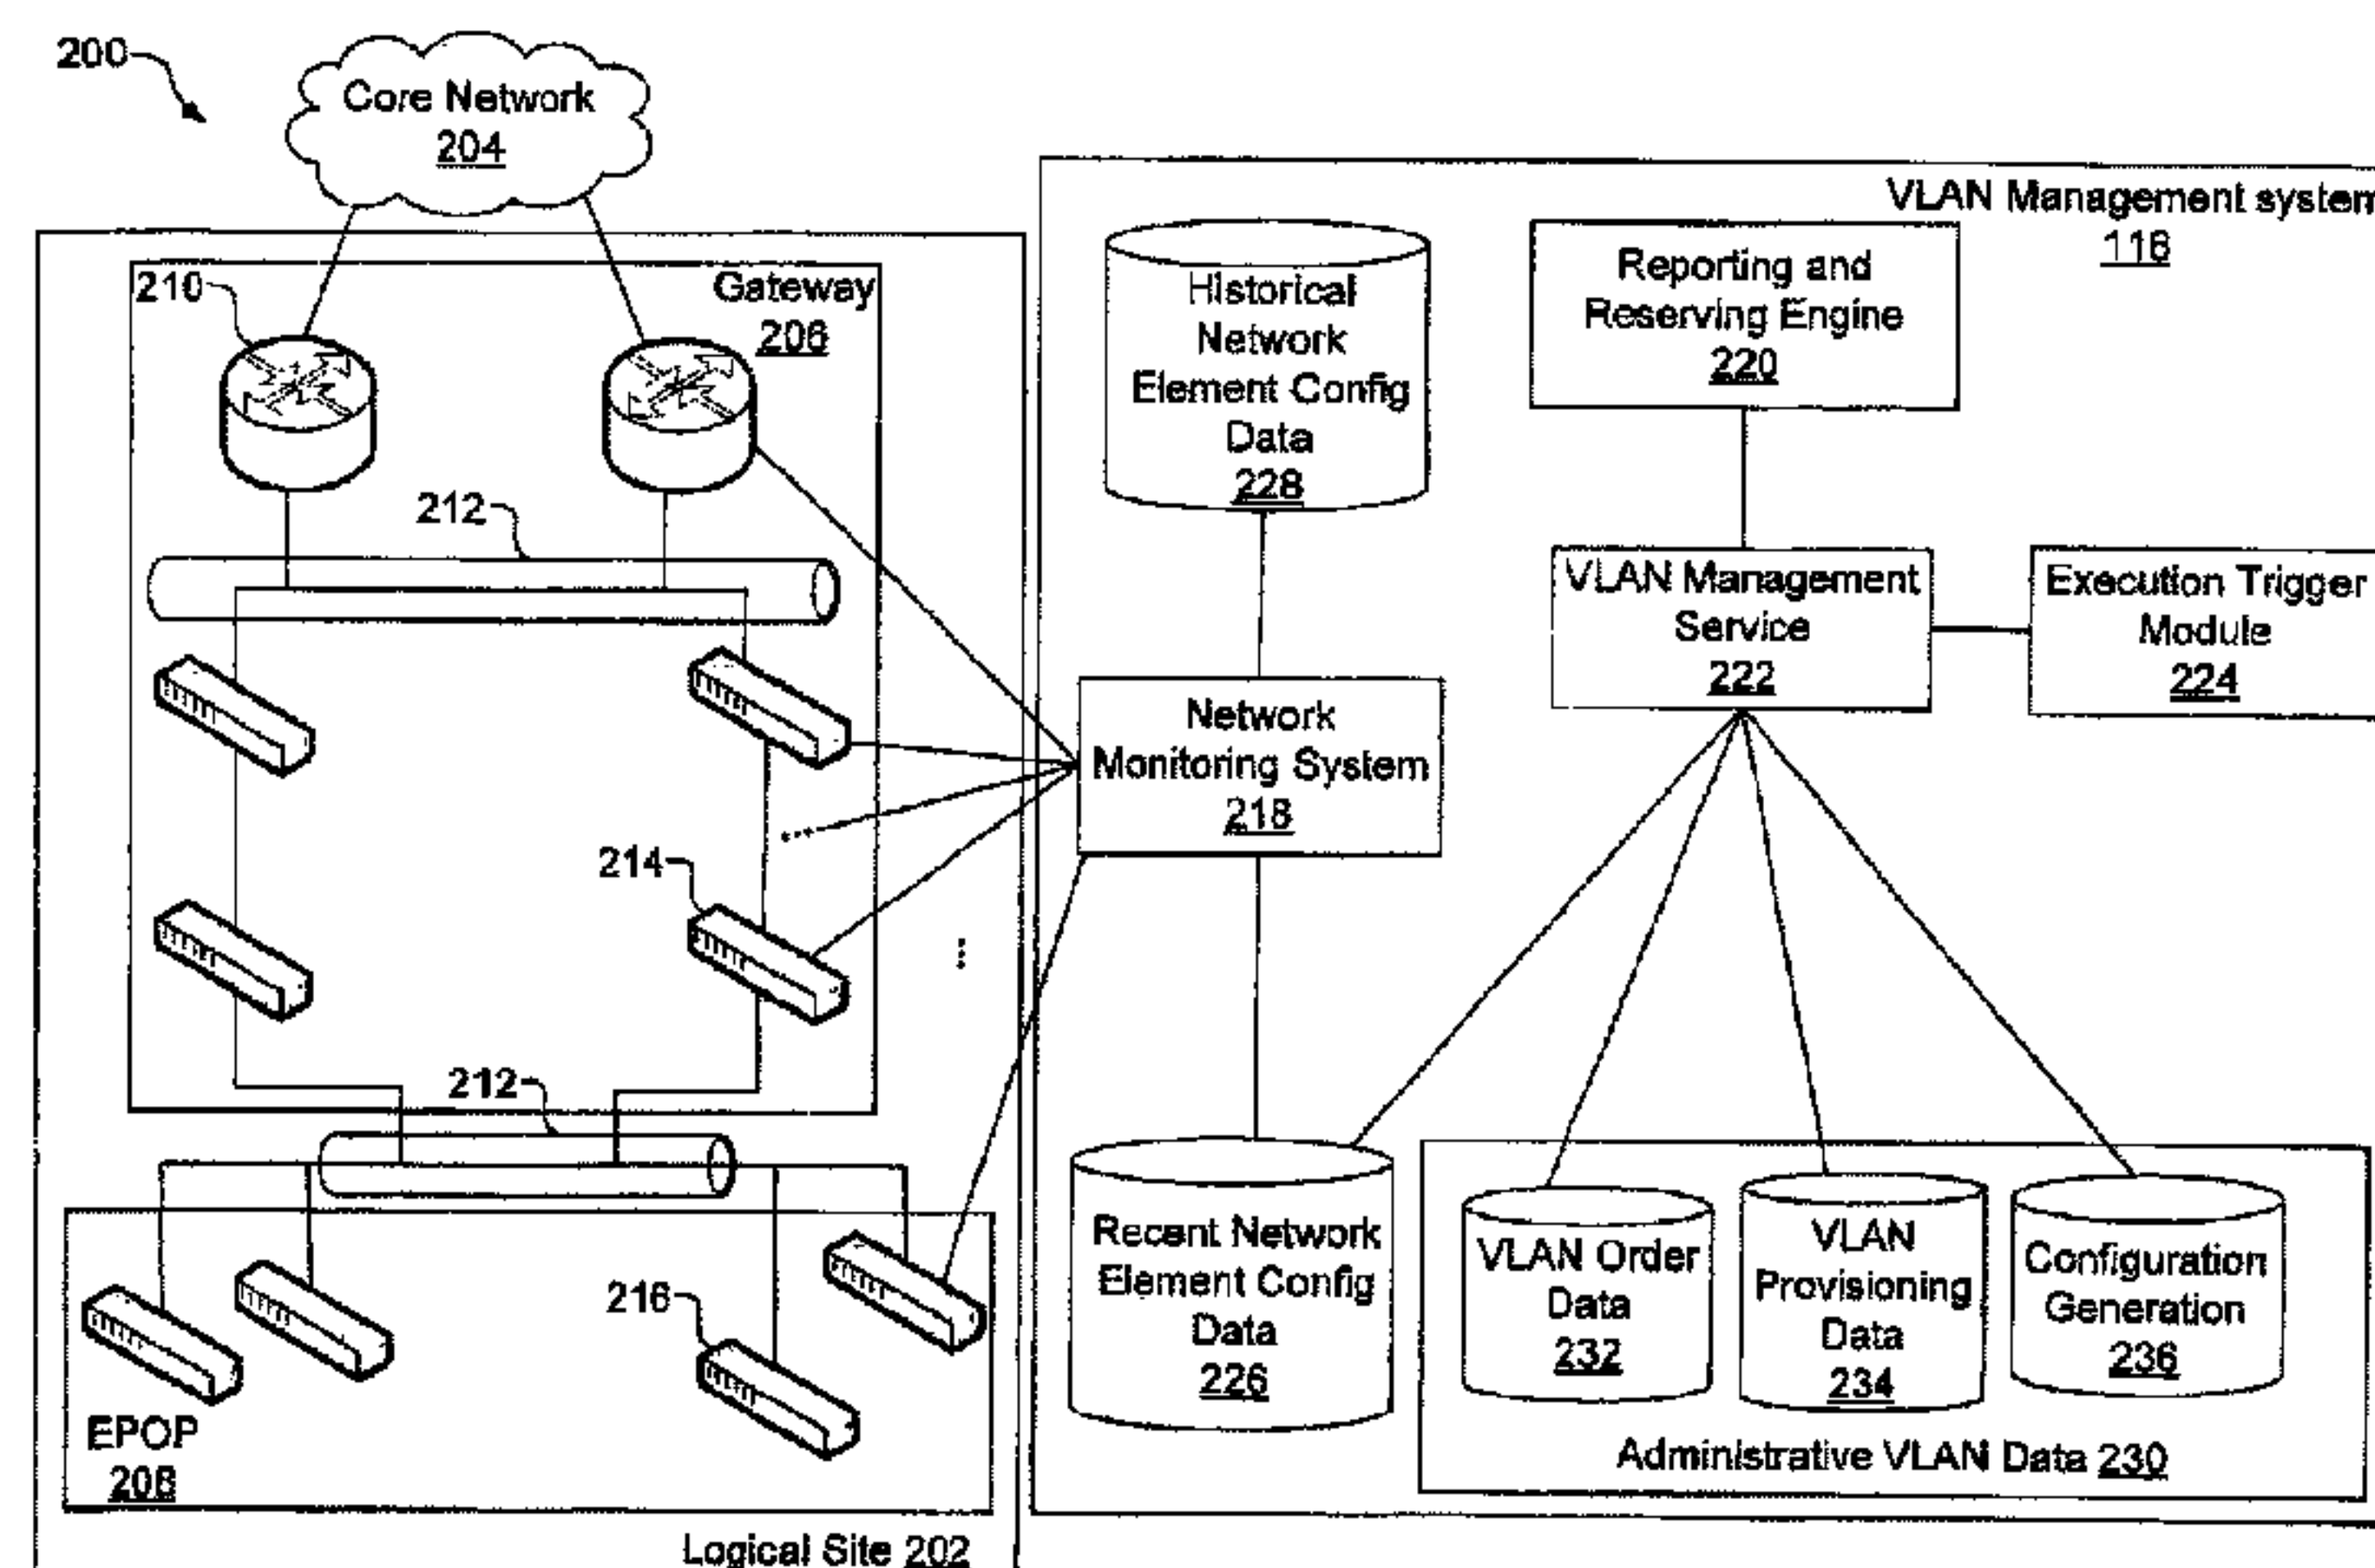 200
Core Network
204
VLAN Management system
116
210
Gateway
206
Historical
Network
Element Config
Data
228
Reporting and
Reserving Engine
220
212
VLAN Management
Service
222
Execution Trigger
Module
224
Network
Monitoring System
218
214
212
Recent Network
Element Config
Data
226
VLAN Order
Data
232
VLAN
Provisioning
Data
234
Configuration
Generation
236
216
EPOP
208
Administrative VLAN Data 230
Logical Site 202